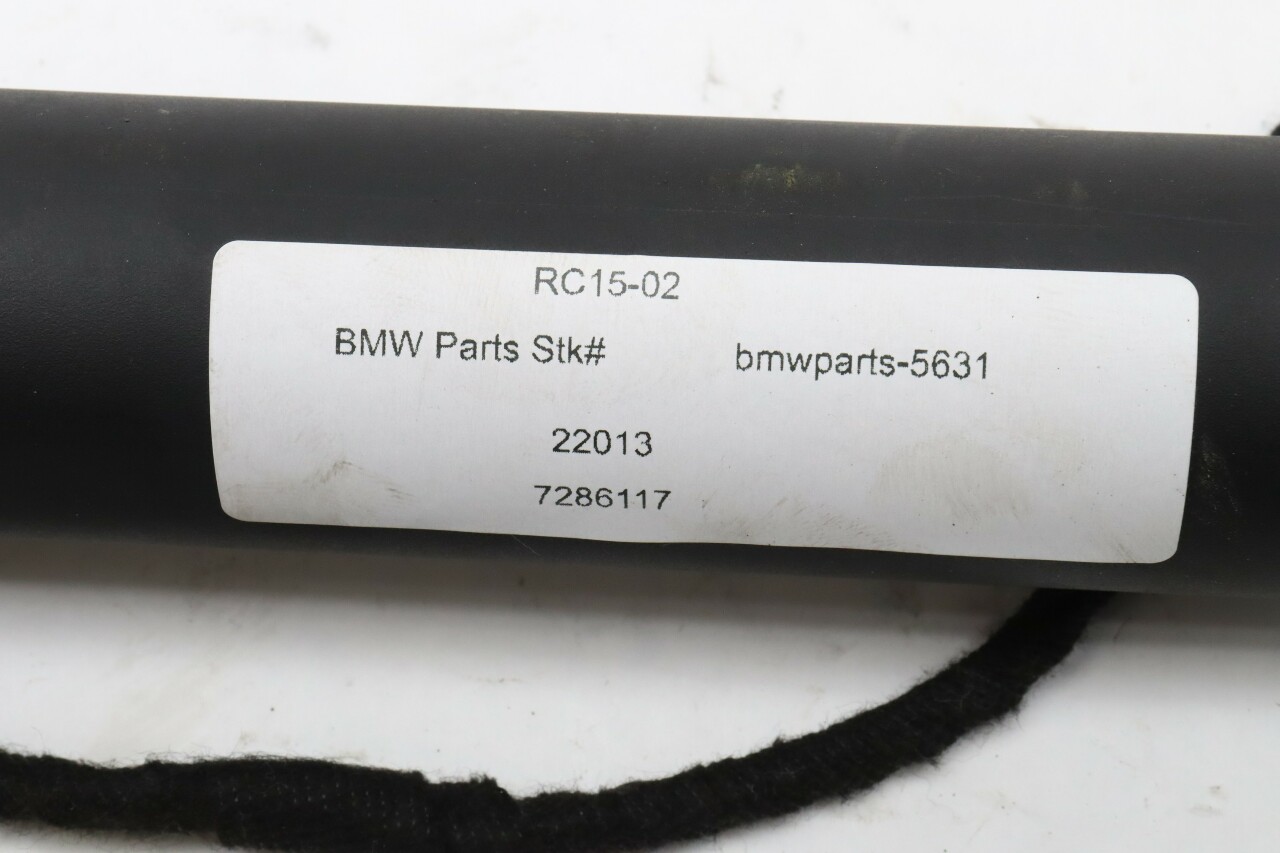 RC15-02
BMW Parts Stk# bmwparts-5631
22013
7286117